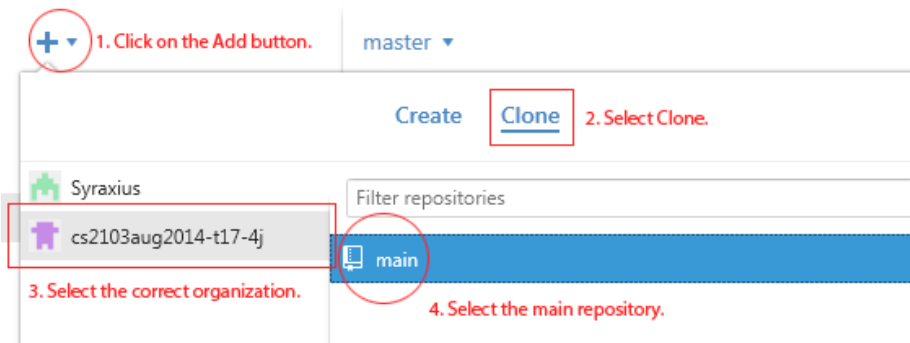 1. Click on the Add button.
master
Create
Clone
2. Select Clone.
Syraxius
Filter repositories
cs2103aug2014-t17-4j
main
3. Select the correct organization.
4. Select the main repository.